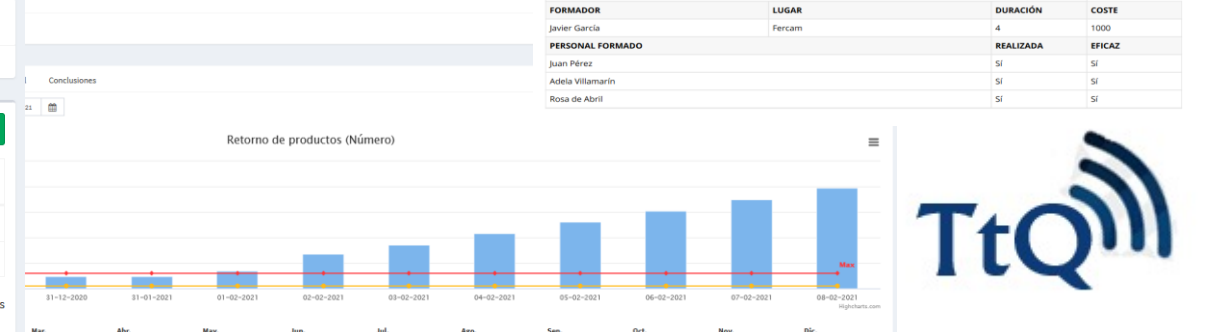 FORMADOR LUGAR DURACIÓN COSTE
Javier García Fercam 4 1000
PERSONAL FORMADO REALIZADA EFICAZ
Juan Pérez Sí Sí
Adela Villamarín Sí Sí
Rosa de Abril Sí Sí
Conclusiones
21
Retorno de productos (Número)
Max
31-12-2020 31-01-2021 01-02-2021 02-02-2021 03-02-2021 04-02-2021 05-02-2021 06-02-2021 07-02-2021 08-02-2021
Highcharts.com
s
Mar. Abr. May. Jun. Jul. Ago. Sep. Oct. Nov. Dic.
TtQ